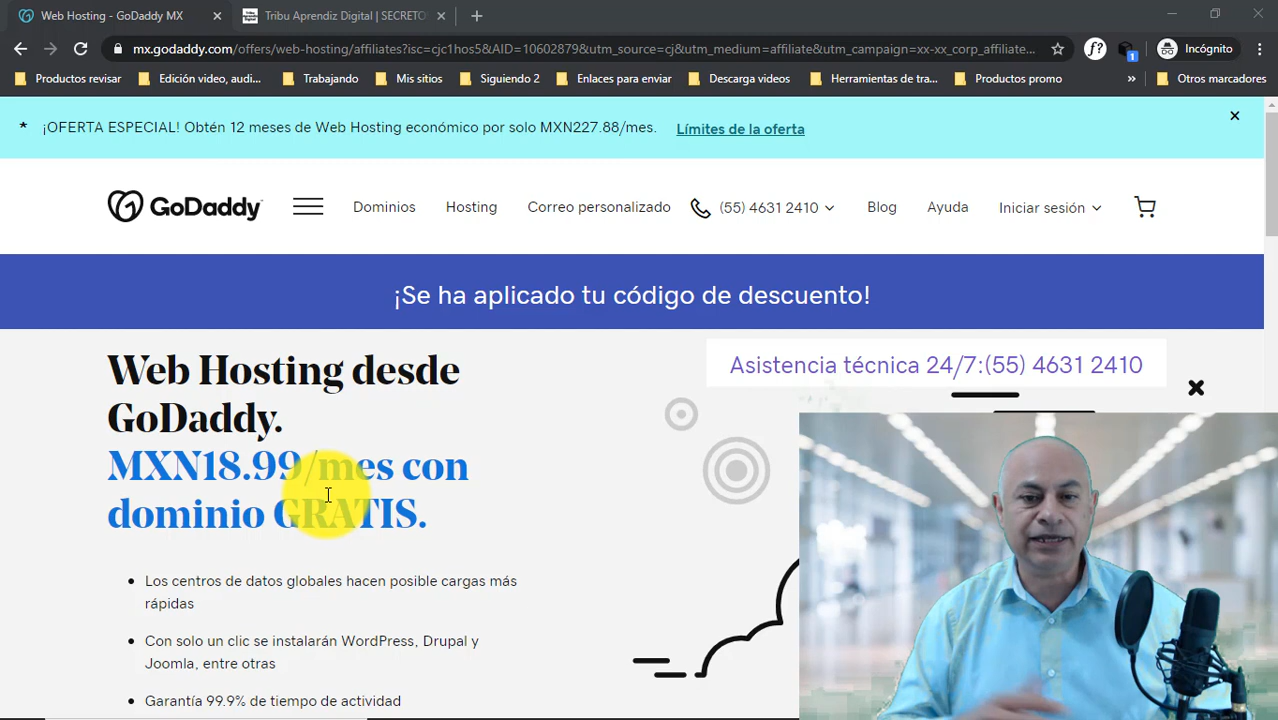 Web Hosting - GoDaddy MX
Tribu Aprendiz Digital | SECRETO
mx.godaddy.com/offers/web-hosting/affiliates?isc=cjc1hos5&AID=10602879&utm_source=cj&utm_medium=affiliate&utm_campaign=xx-xx_corp_affiliate...
f?
1
Incógnito
Productos revisar
Edición video, audi...
Trabajando
Mis sitios
Siguiendo 2
Enlaces para enviar
Descarga videos
Herramientas de tra...
Productos promo
»
Otros marcadores
* ¡OFERTA ESPECIAL! Obtén 12 meses de Web Hosting económico por solo MXN227.88/mes. Límites de la oferta
GoDaddy
Dominios
Hosting
Correo personalizado
(55) 4631 2410
Blog
Ayuda
Iniciar sesión
¡Se ha aplicado tu código de descuento!
Web Hosting desde
GoDaddy.
MXN18.99/mes con
dominio GRATIS.
Asistencia técnica 24/7:(55) 4631 2410
• Los centros de datos globales hacen posible cargas más
rápidas
• Con solo un clic se instalarán WordPress, Drupal y
Joomla, entre otras
• Garantía 99.9% de tiempo de actividad